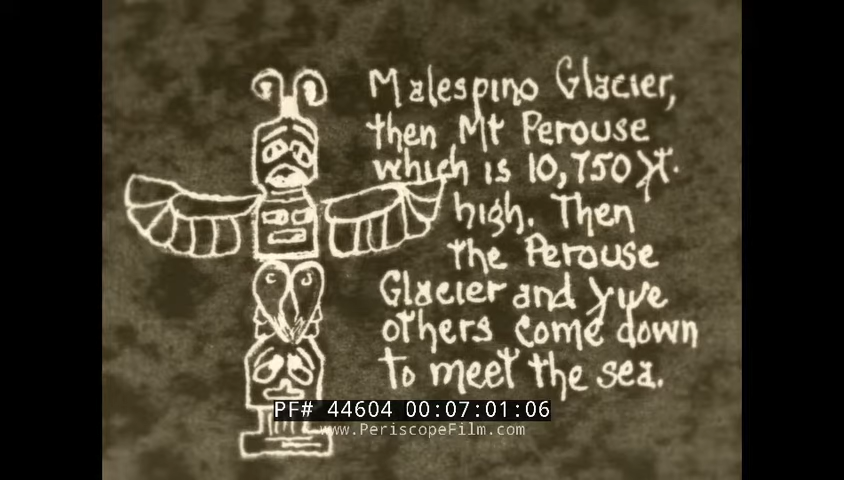 Malespino Glacier,
then Mt Perouse
which is 10,750 ft.
high. Then
the Perouse
Glacier and five
others come down
to meet the sea.
PF# 44604 00:07:01:06
www.PeriscopeFilm.com